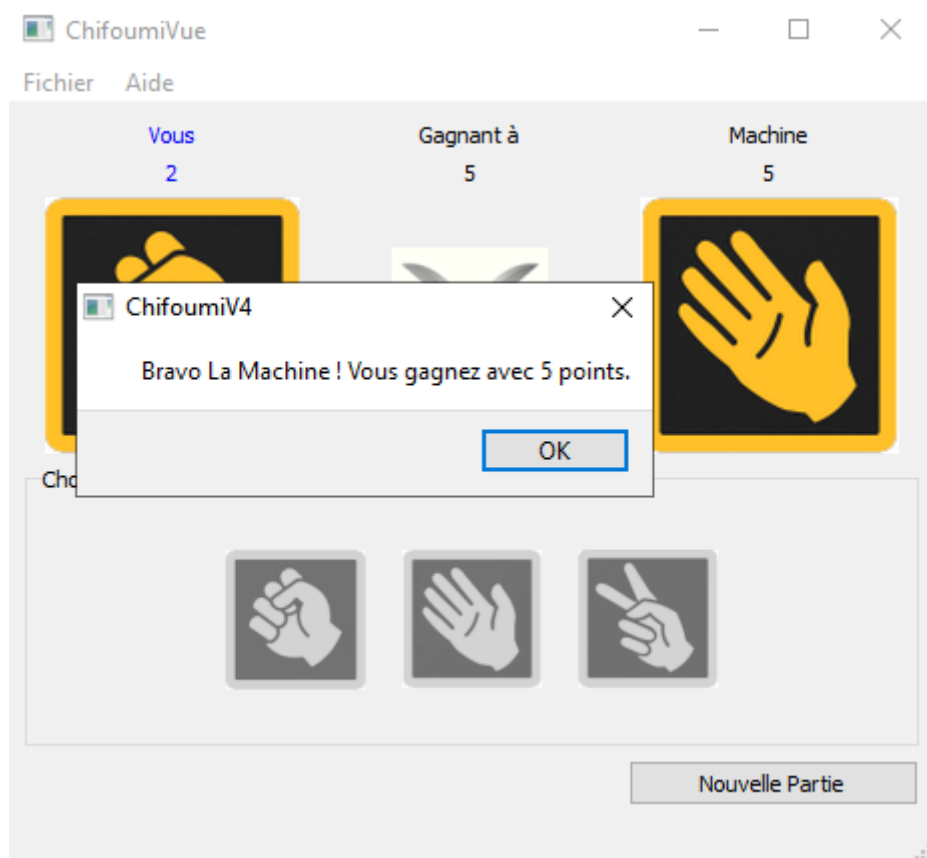 ChifoumiVue
Fichier Aide
Vous Gagnant à Machine
2 5 5
ChifoumiV4
Bravo La Machine ! Vous gagnez avec 5 points.
OK
Nouvelle Partie